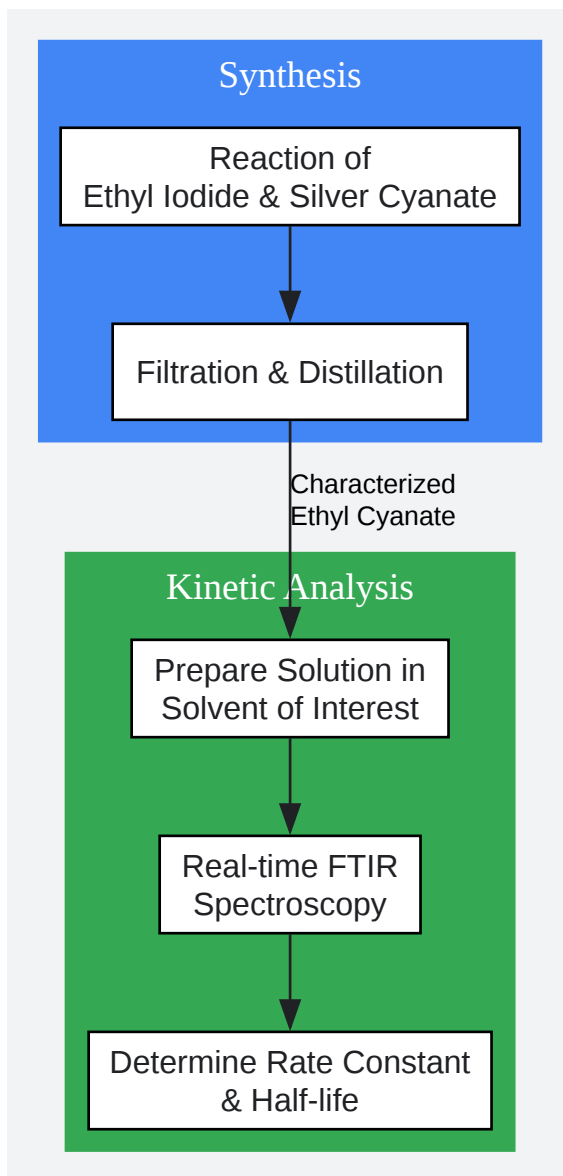 Synthesis
Reaction of
Ethyl Iodide & Silver Cyanate
Filtration & Distillation
Characterized
Ethyl Cyanate
Kinetic Analysis
Prepare Solution in
Solvent of Interest
Real-time FTIR
Spectroscopy
Determine Rate Constant
& Half-life